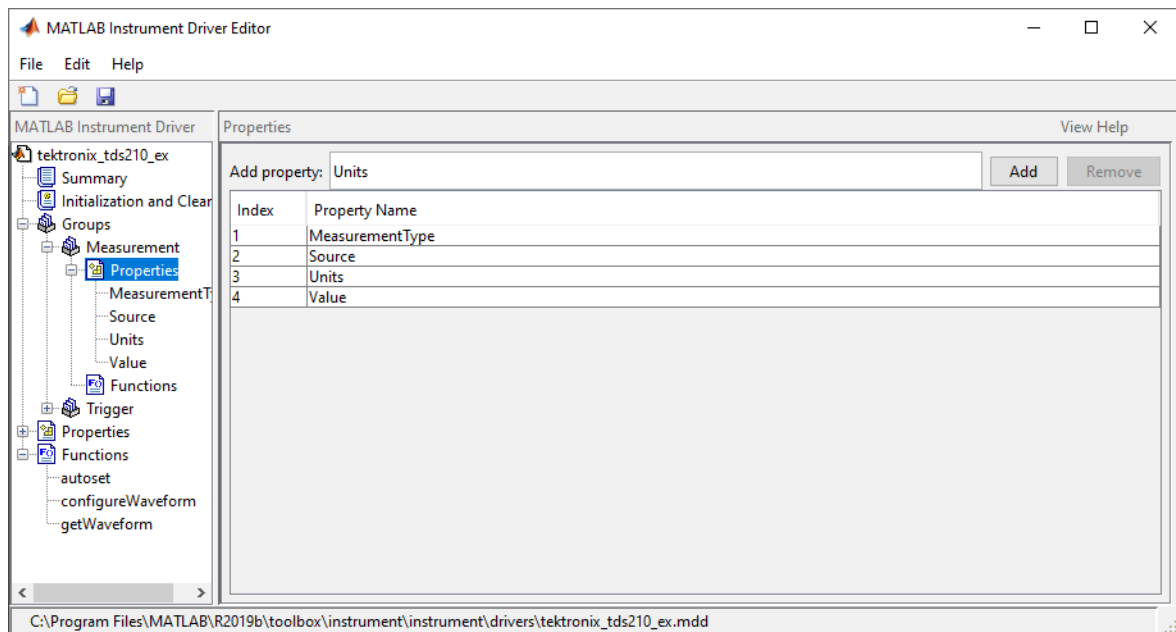 MATLAB Instrument Driver Editor
File Edit Help
MATLAB Instrument Driver
tektronix_tds210_ex
Summary
Initialization and Clear
Groups
Measurement
Properties
MeasurementT
Source
Units
Value
Functions
Trigger
Properties
Functions
autoset
configureWaveform
getWaveform
Properties View Help
Add property: Units Add Remove
Index Property Name
1 MeasurementType
2 Source
3 Units
4 Value
C:\Program Files\MATLAB\R2019b\toolbox\instrument\instrument\drivers\tektronix_tds210_ex.mdd